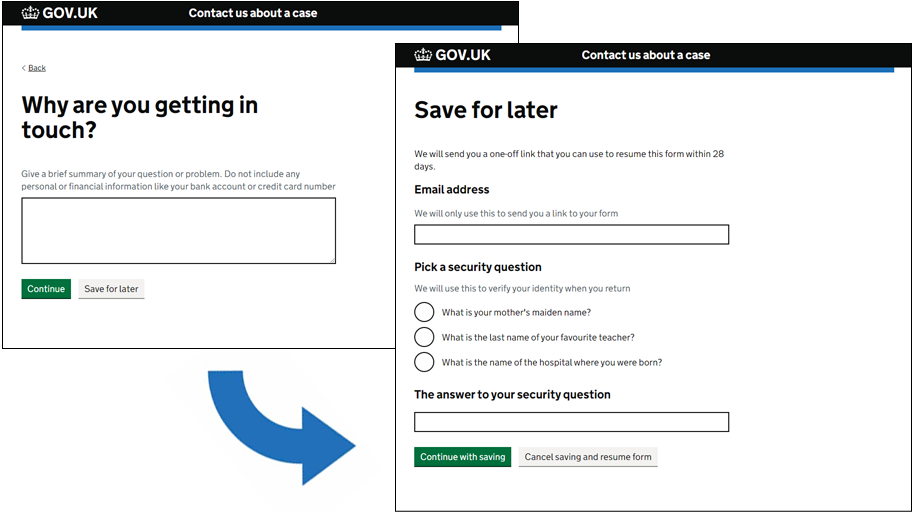 GOV.UK
Contact us about a case
Back
Why are you getting in
touch?
Give a brief summary of your question or problem. Do not include any
personal or financial information like your bank account or credit card number
Continue
Save for later
GOV.UK
Contact us about a case
Save for later
We will send you a one-off link that you can use to resume this form within 28
days.
Email address
We will only use this to send you a link to your form
Pick a security question
We will use this to verify your identity when you return
What is your mother's maiden name?
What is the last name of your favourite teacher?
What is the name of the hospital where you were born?
The answer to your security question
Continue with saving
Cancel saving and resume form